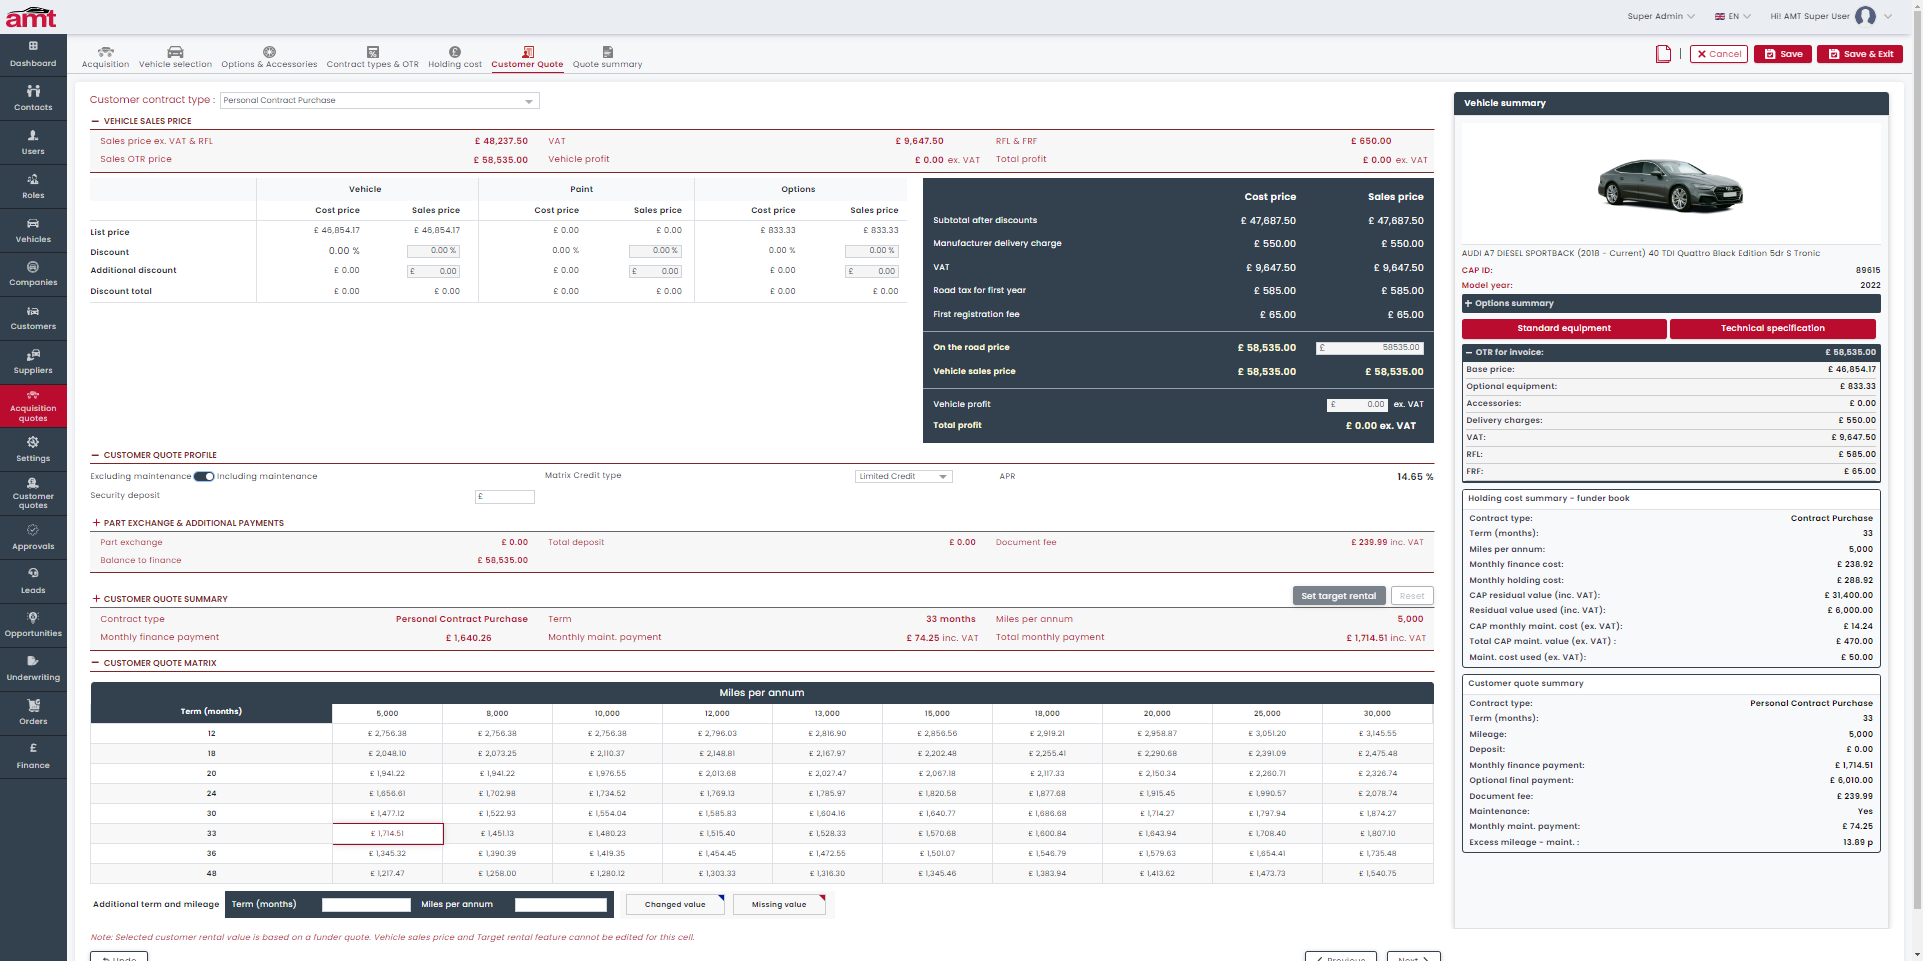 amt
Super Admin
EN
Hi! AMT Super User
Dashboard
Contacts
Users
Roles
Vehicles
Companies
Customers
Suppliers
Acquisition quotes
Settings
Customer quotes
Approvals
Leads
Opportunities
Underwriting
Orders
Finance
Acquisition Vehicle selection Options & Accessories Contract types & OTR Holding cost Customer Quote Quote summary
Cancel Save Save & Exit
Customer contract type : Personal Contract Purchase
VEHICLE SALES PRICE
Sales price ex. VAT & RFL £ 48,237.50 VAT £ 9,647.50 RFL & FRF £ 650.00
Sales OTR price £ 58,535.00 Vehicle profit £ 0.00 ex. VAT Total profit £ 0.00 ex. VAT
Vehicle Paint Options
Cost price Sales price Cost price Sales price Cost price Sales price
List price £ 46,854.17 £ 46,854.17 £ 0.00 £ 0.00 £ 833.33 £ 833.33
Discount 0.00 % 0.00 % 0.00 % 0.00 % 0.00 % 0.00 %
Additional discount £ 0.00 £ 0.00 £ 0.00 £ 0.00 £ 0.00 £ 0.00
Discount total £ 0.00 £ 0.00 £ 0.00 £ 0.00 £ 0.00 £ 0.00
Cost price Sales price
Subtotal after discounts £ 47,687.50 £ 47,687.50
Manufacturer delivery charge £ 550.00 £ 550.00
VAT £ 9,647.50 £ 9,647.50
Road tax for first year £ 585.00 £ 585.00
First registration fee £ 65.00 £ 65.00
On the road price £ 58,535.00 £ 58535.00
Vehicle sales price £ 58,535.00 £ 58,535.00
Vehicle profit £ 0.00 ex. VAT
Total profit £ 0.00 ex. VAT
CUSTOMER QUOTE PROFILE
Excluding maintenance Including maintenance Matrix Credit type Limited Credit APR 14.65 %
Security deposit £
PART EXCHANGE & ADDITIONAL PAYMENTS
Part exchange £ 0.00 Total deposit £ 0.00 Document fee £ 239.99 inc. VAT
Balance to finance £ 58,535.00
CUSTOMER QUOTE SUMMARY Set target rental Reset
Contract type Personal Contract Purchase Term 33 months Miles per annum 5,000
Monthly finance payment £ 1,640.26 Monthly maint. payment £ 74.25 inc. VAT Total monthly payment £ 1,714.51 inc. VAT
CUSTOMER QUOTE MATRIX
Miles per annum
Term (months) 5,000 8,000 10,000 12,000 13,000 15,000 18,000 20,000 25,000 30,000
12 £ 2,756.38 £ 2,756.38 £ 2,756.38 £ 2,796.03 £ 2,816.90 £ 2,856.56 £ 2,919.21 £ 2,958.87 £ 3,051.20 £ 3,145.55
18 £ 2,048.10 £ 2,073.25 £ 2,110.37 £ 2,148.81 £ 2,167.97 £ 2,202.48 £ 2,255.41 £ 2,290.68 £ 2,391.09 £ 2,475.48
20 £ 1,941.22 £ 1,941.22 £ 1,976.55 £ 2,013.68 £ 2,027.47 £ 2,067.18 £ 2,117.33 £ 2,150.34 £ 2,260.71 £ 2,326.74
24 £ 1,656.61 £ 1,702.98 £ 1,734.52 £ 1,769.13 £ 1,785.97 £ 1,820.58 £ 1,877.68 £ 1,915.45 £ 1,990.57 £ 2,078.74
30 £ 1,477.12 £ 1,522.93 £ 1,554.04 £ 1,585.83 £ 1,604.16 £ 1,640.77 £ 1,686.68 £ 1,714.27 £ 1,797.94 £ 1,874.27
33 £ 1,714.51 £ 1,451.13 £ 1,480.23 £ 1,515.40 £ 1,528.33 £ 1,570.68 £ 1,600.84 £ 1,643.94 £ 1,708.40 £ 1,807.10
36 £ 1,345.32 £ 1,390.39 £ 1,419.35 £ 1,454.45 £ 1,472.55 £ 1,501.07 £ 1,546.79 £ 1,579.63 £ 1,654.41 £ 1,735.48
48 £ 1,217.47 £ 1,258.00 £ 1,280.12 £ 1,303.33 £ 1,316.30 £ 1,345.46 £ 1,383.94 £ 1,413.62 £ 1,473.73 £ 1,540.75
Additional term and mileage Term (months) Miles per annum Changed value Missing value
Note: Selected customer rental value is based on a funder quote. Vehicle sales price and Target rental feature cannot be edited for this cell.
Undo Previous Next
Vehicle summary
AUDI A7 DIESEL SPORTBACK (2018 - Current) 40 TDI Quattro Black Edition 5dr S Tronic
CAP ID: 89615
Model year: 2022
Options summary
Standard equipment Technical specification
OTR for invoice: £ 58,535.00
Base price: £ 46,854.17
Optional equipment: £ 833.33
Accessories: £ 0.00
Delivery charges: £ 550.00
VAT: £ 9,647.50
RFL: £ 585.00
FRF: £ 65.00
Holding cost summary - funder book
Contract type: Contract Purchase
Term (months): 33
Miles per annum: 5,000
Monthly finance cost: £ 238.92
Monthly holding cost: £ 288.92
CAP residual value (inc. VAT): £ 31,400.00
Residual value used (inc. VAT): £ 6,000.00
CAP monthly maint. cost (ex. VAT): £ 14.24
Total CAP maint. value (ex. VAT) : £ 470.00
Maint. cost used (ex. VAT): £ 50.00
Customer quote summary
Contract type: Personal Contract Purchase
Term (months): 33
Mileage: 5,000
Deposit: £ 0.00
Monthly finance payment: £ 1,714.51
Optional final payment: £ 6,010.00
Document fee: £ 239.99
Maintenance: Yes
Monthly maint. payment: £ 74.25
Excess mileage - maint. : 13.89 p